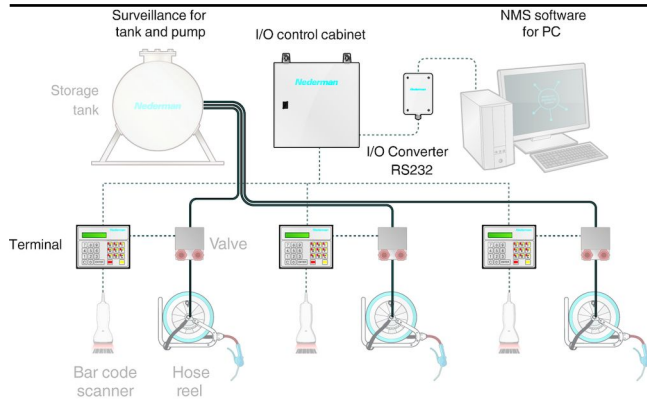 Surveillance for
tank and pump
I/O control cabinet
NMS software
for PC
Storage
tank
Nederman
Nederman
Nederman
I/O Converter
RS232
Terminal
Valve
Bar code
scanner
Hose
reel